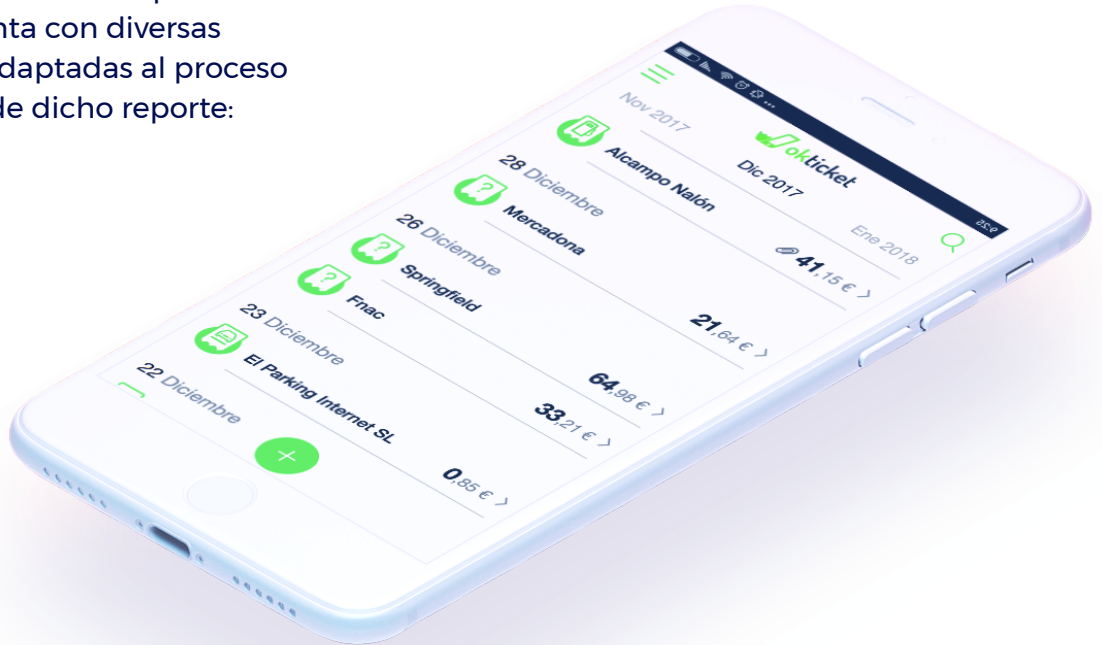 nta con diversas
daptadas al proceso
de dicho reporte:
okticket
Nov 2017 Dic 2017 Ene 2018
Alcampo Nalón 41,15 €
28 Diciembre
Mercadona 21,64 €
26 Diciembre
Springfield 64,98 €
Fnac 33,21 €
23 Diciembre
El Parking Internet SL 0,85 €
22 Diciembre